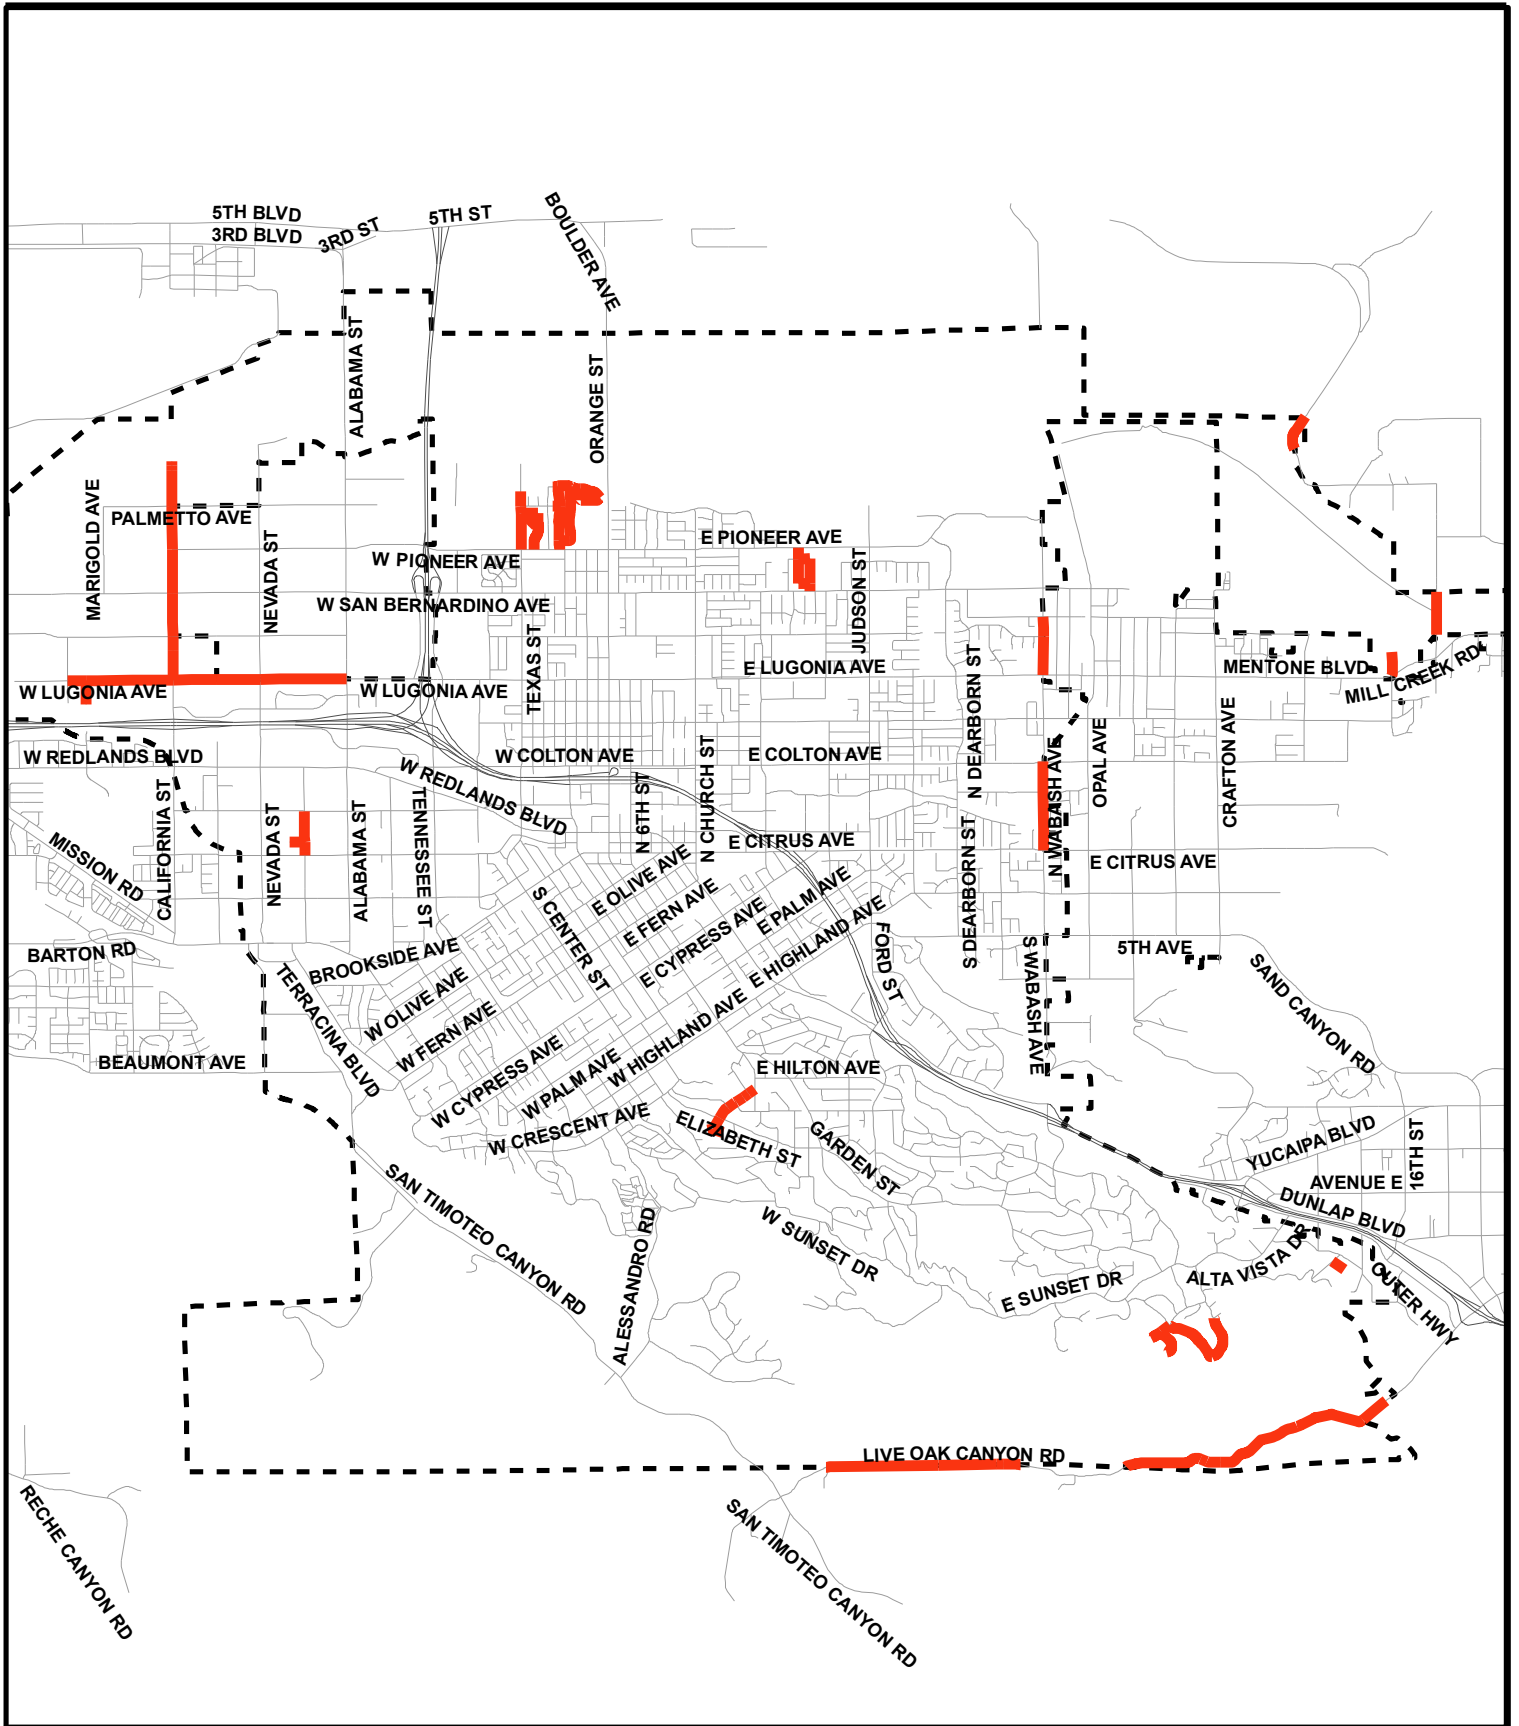 5TH BLVD
3RD BLVD
3RD ST
5TH ST
BOULDER AVE
ALABAMA ST
ORANGE ST
MARIGOLD AVE
PALMETTO AVE
NEVADA ST
W PIONEER AVE
E PIONEER AVE
W SAN BERNARDINO AVE
JUDSON ST
TEXAS ST
E LUGONIA AVE
N DEARBORN ST
MENTONE BLVD
MILL CREEK RD
W LUGONIA AVE
W LUGONIA AVE
W REDLANDS BLVD
W REDLANDS BLVD
W COLTON AVE
N CHURCH ST
E COLTON AVE
N WABASH AVE
OPAL AVE
CRAFTON AVE
CALIFORNIA ST
NEVADA ST
ALABAMA ST
TENNESSEE ST
N 6TH ST
E CITRUS AVE
E CITRUS AVE
MISSION RD
E OLIVE AVE
E FERN AVE
E CYPRESS AVE
E PALM AVE
E HIGHLAND AVE
S CENTER ST
FORD ST
S DEARBORN ST
S WABASH AVE
5TH AVE
SAND CANYON RD
BARTON RD
BROOKSIDE AVE
TERRACINA BLVD
W OLIVE AVE
W FERN AVE
W CYPRESS AVE
W PALM AVE
W HIGHLAND AVE
BEAUMONT AVE
E HILTON AVE
W CRESCENT AVE
ELIZABETH ST
GARDEN ST
YUCAIPA BLVD
16TH ST
AVENUE E
DUNLAP BLVD
SAN TIMOTEO CANYON RD
ALESSANDRO RD
W SUNSET DR
E SUNSET DR
ALTA VISTA DR
OUTER HWY
LIVE OAK CANYON RD
RECHE CANYON RD
SAN TIMOTEO CANYON RD